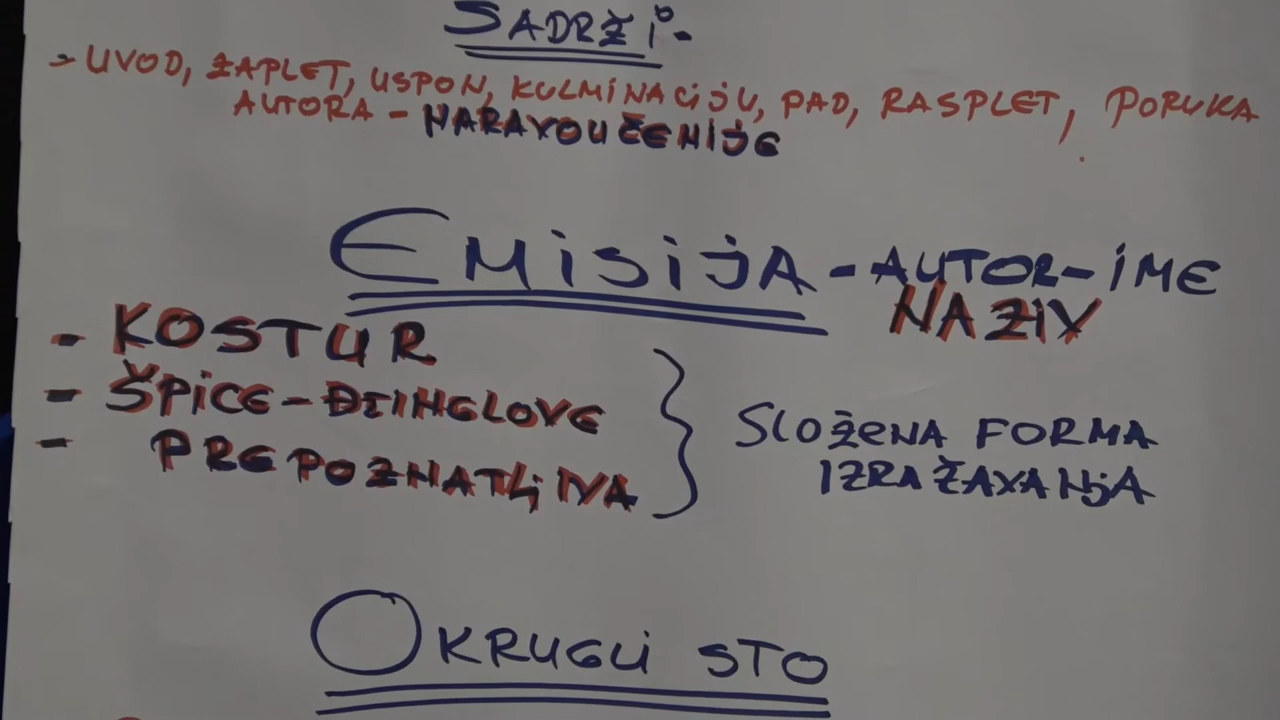 SADRŽI-
→ UVOD, ZAPLET, USPON, KULMINACIJU, PAD, RASPLET, PORUKA
AUTORA - NARAVOUČENIJE
EMISIJA - AUTOR - IME
NAZIV
- KOSTUR
- ŠPICE - DŽINGLOVE
- PREPOZNATLJIVA
SLOŽENA FORMA
IZRAŽAVANJA
OKRUGLI STO